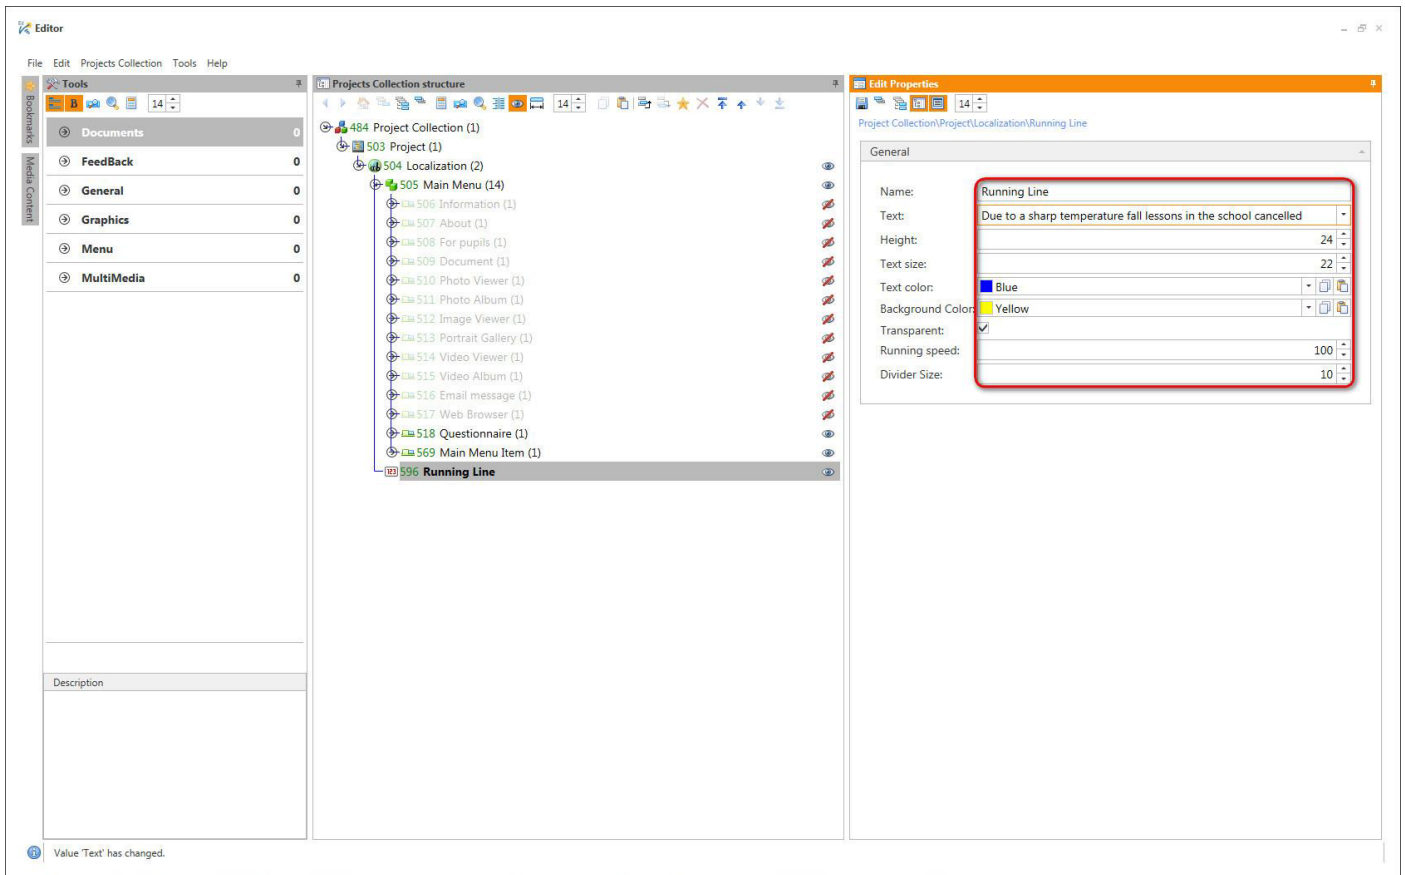 Editor
File Edit Projects Collection Tools Help
Bookmarks
Media Content
Tools
B 14
Documents 0
FeedBack 0
General 0
Graphics 0
Menu 0
MultiMedia 0
Description
Projects Collection structure
14
484 Project Collection (1)
503 Project (1)
504 Localization (2)
505 Main Menu (14)
506 Information (1)
507 About (1)
508 For pupils (1)
509 Document (1)
510 Photo Viewer (1)
511 Photo Album (1)
512 Image Viewer (1)
513 Portrait Gallery (1)
514 Video Viewer (1)
515 Video Album (1)
516 Email message (1)
517 Web Browser (1)
518 Questionnaire (1)
569 Main Menu Item (1)
123 596 Running Line
Edit Properties
14
Project Collection\Project\Localization\Running Line
General
Name: Running Line
Text: Due to a sharp temperature fall lessons in the school cancelled
Height: 24
Text size: 22
Text color: Blue
Background Color: Yellow
Transparent:
Running speed: 100
Divider Size: 10
Value 'Text' has changed.